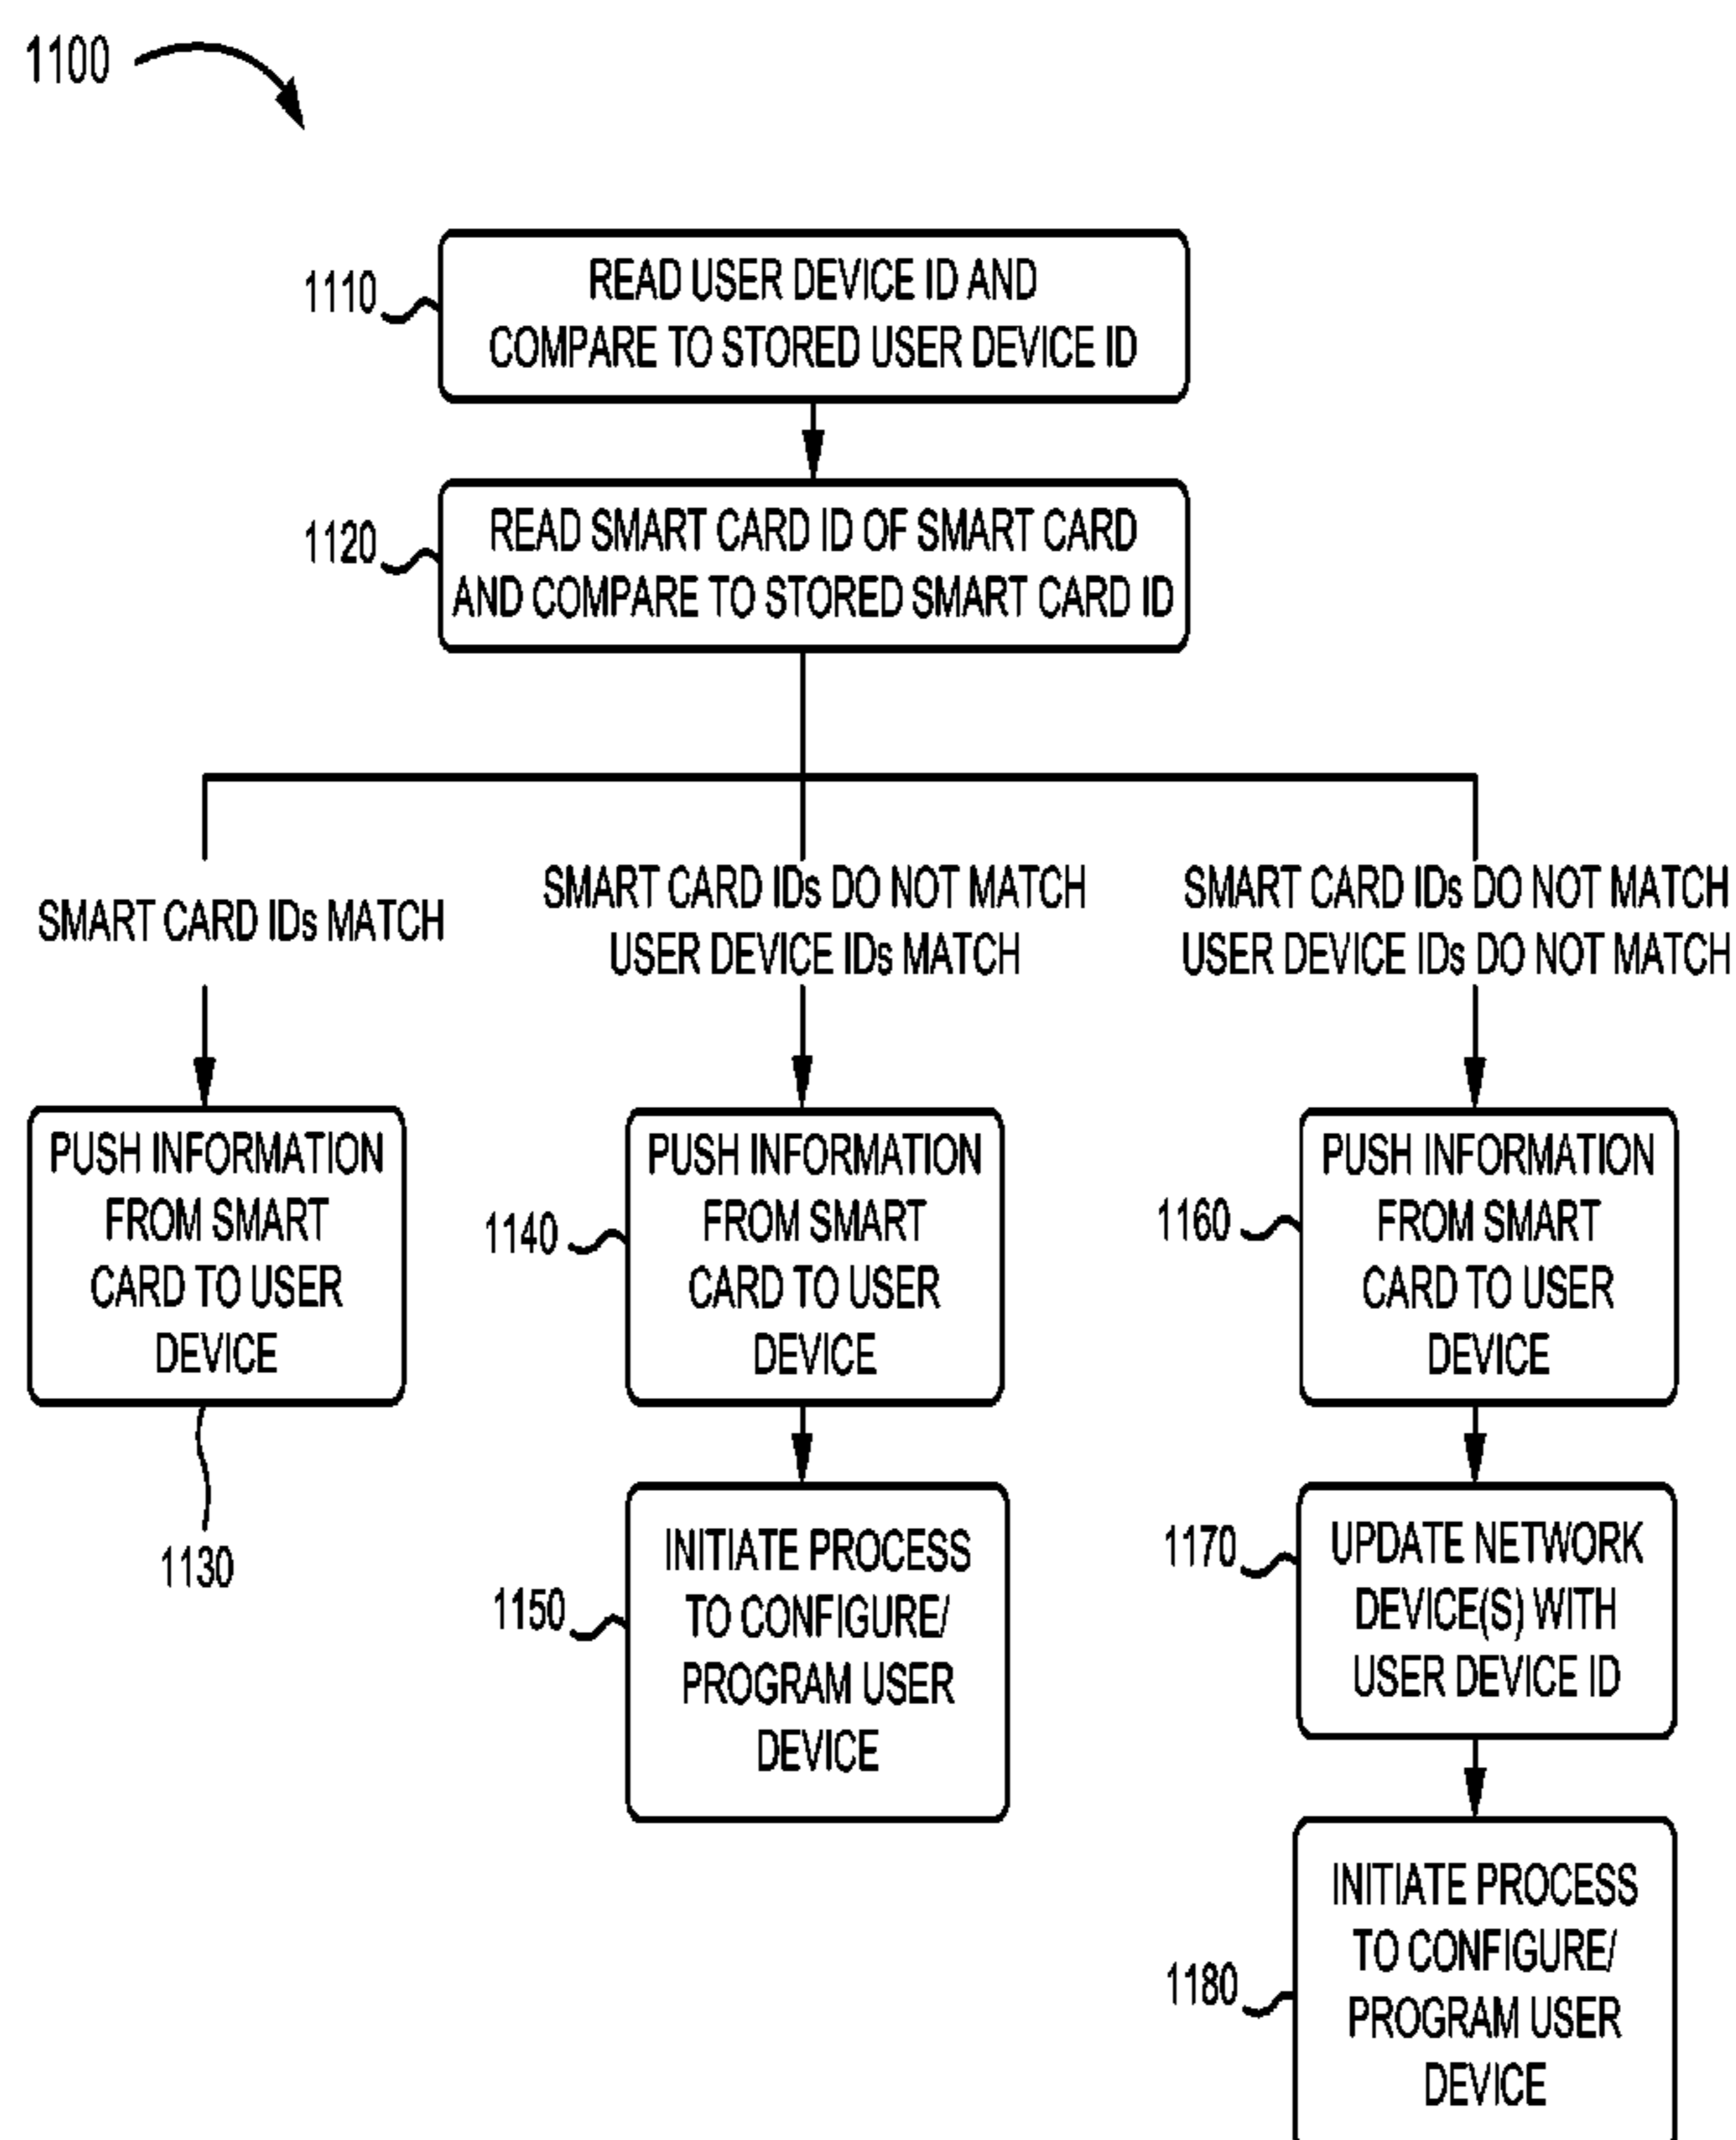 1100
1110
READ USER DEVICE ID AND
COMPARE TO STORED USER DEVICE ID
1120
READ SMART CARD ID OF SMART CARD
AND COMPARE TO STORED SMART CARD ID
SMART CARD IDs MATCH
SMART CARD IDs DO NOT MATCH
USER DEVICE IDs MATCH
SMART CARD IDs DO NOT MATCH
USER DEVICE IDs DO NOT MATCH
PUSH INFORMATION
FROM SMART
CARD TO USER
DEVICE
1130
1140
PUSH INFORMATION
FROM SMART
CARD TO USER
DEVICE
1150
INITIATE PROCESS
TO CONFIGURE/
PROGRAM USER
DEVICE
1160
PUSH INFORMATION
FROM SMART
CARD TO USER
DEVICE
1170
UPDATE NETWORK
DEVICE(S) WITH
USER DEVICE ID
1180
INITIATE PROCESS
TO CONFIGURE/
PROGRAM USER
DEVICE